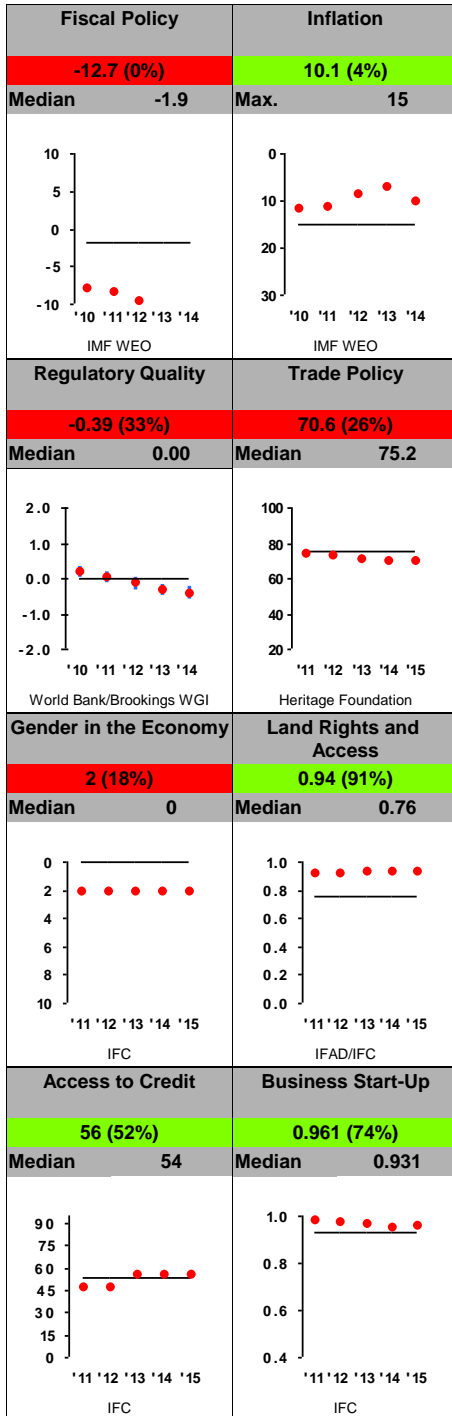 Fiscal Policy
-12.7 (0%)
Median -1.9
10
5
0
-5
-10
'10 '11 '12 '13 '14
IMF WEO
Inflation
10.1 (4%)
Max. 15
0
10
20
30
'10 '11 '12 '13 '14
IMF WEO
Regulatory Quality
-0.39 (33%)
Median 0.00
2.0
1.0
0.0
-1.0
-2.0
'10 '11 '12 '13 '14
World Bank/Brookings WGI
Trade Policy
70.6 (26%)
Median 75.2
100
80
60
40
20
'11 '12 '13 '14 '15
Heritage Foundation
Gender in the Economy
2 (18%)
Median 0
0
2
4
6
8
10
'11 '12 '13 '14 '15
IFC
Land Rights and
Access
0.94 (91%)
Median 0.76
1.0
0.8
0.6
0.4
0.2
0.0
'11 '12 '13 '14 '15
IFAD/IFC
Access to Credit
56 (52%)
Median 54
90
75
60
45
30
15
0
'11 '12 '13 '14 '15
IFC
Business Start-Up
0.961 (74%)
Median 0.931
1.0
0.8
0.6
0.4
'11 '12 '13 '14 '15
IFC